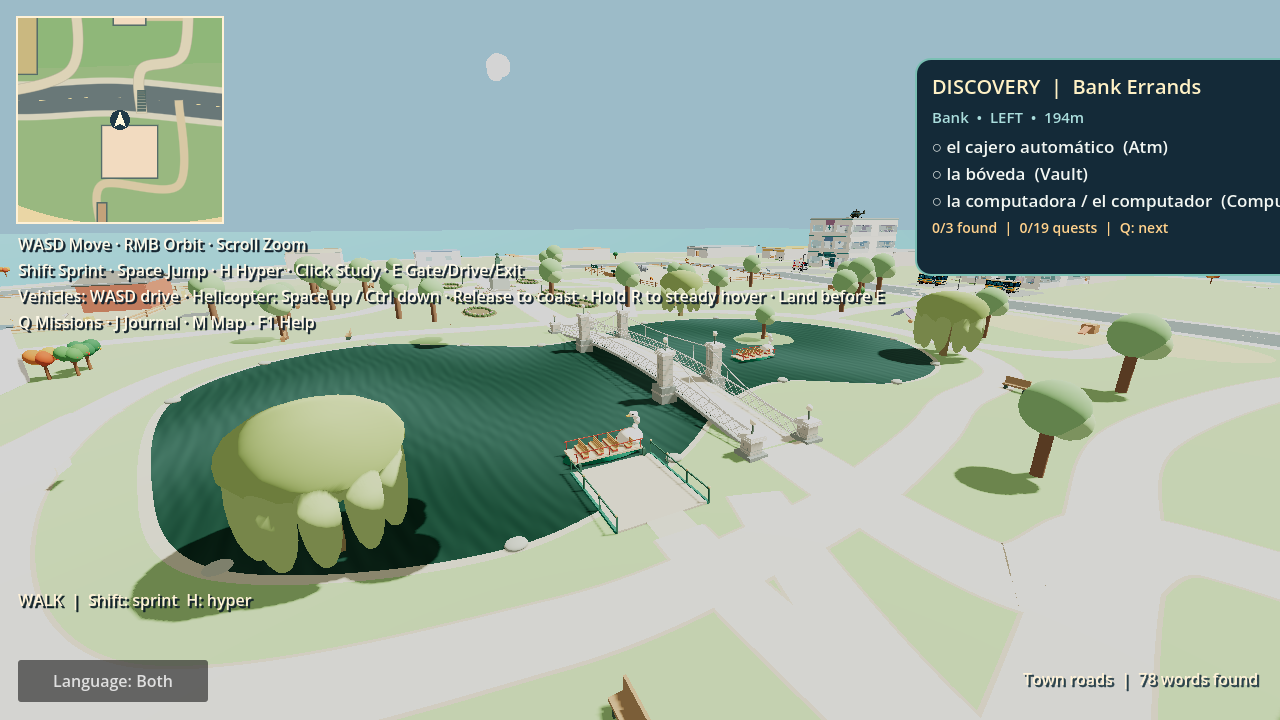 DISCOVERY | Bank Errands
Bank • LEFT • 194m
○ el cajero automático (Atm)
○ la bóveda (Vault)
○ la computadora / el computador (Compu
0/3 found | 0/19 quests | Q: next
WASD Move · RMB Orbit · Scroll Zoom
Shift Sprint · Space Jump · H Hyper · Click Study · E Gate/Drive/Exit
Vehicles: WASD drive · Helicopter: Space up / Ctrl down · Release to coast · Hold R to steady hover · Land before E
Q Missions · J Journal · M Map · F1 Help
WALK | Shift: sprint H: hyper
Language: Both
Town roads | 78 words found